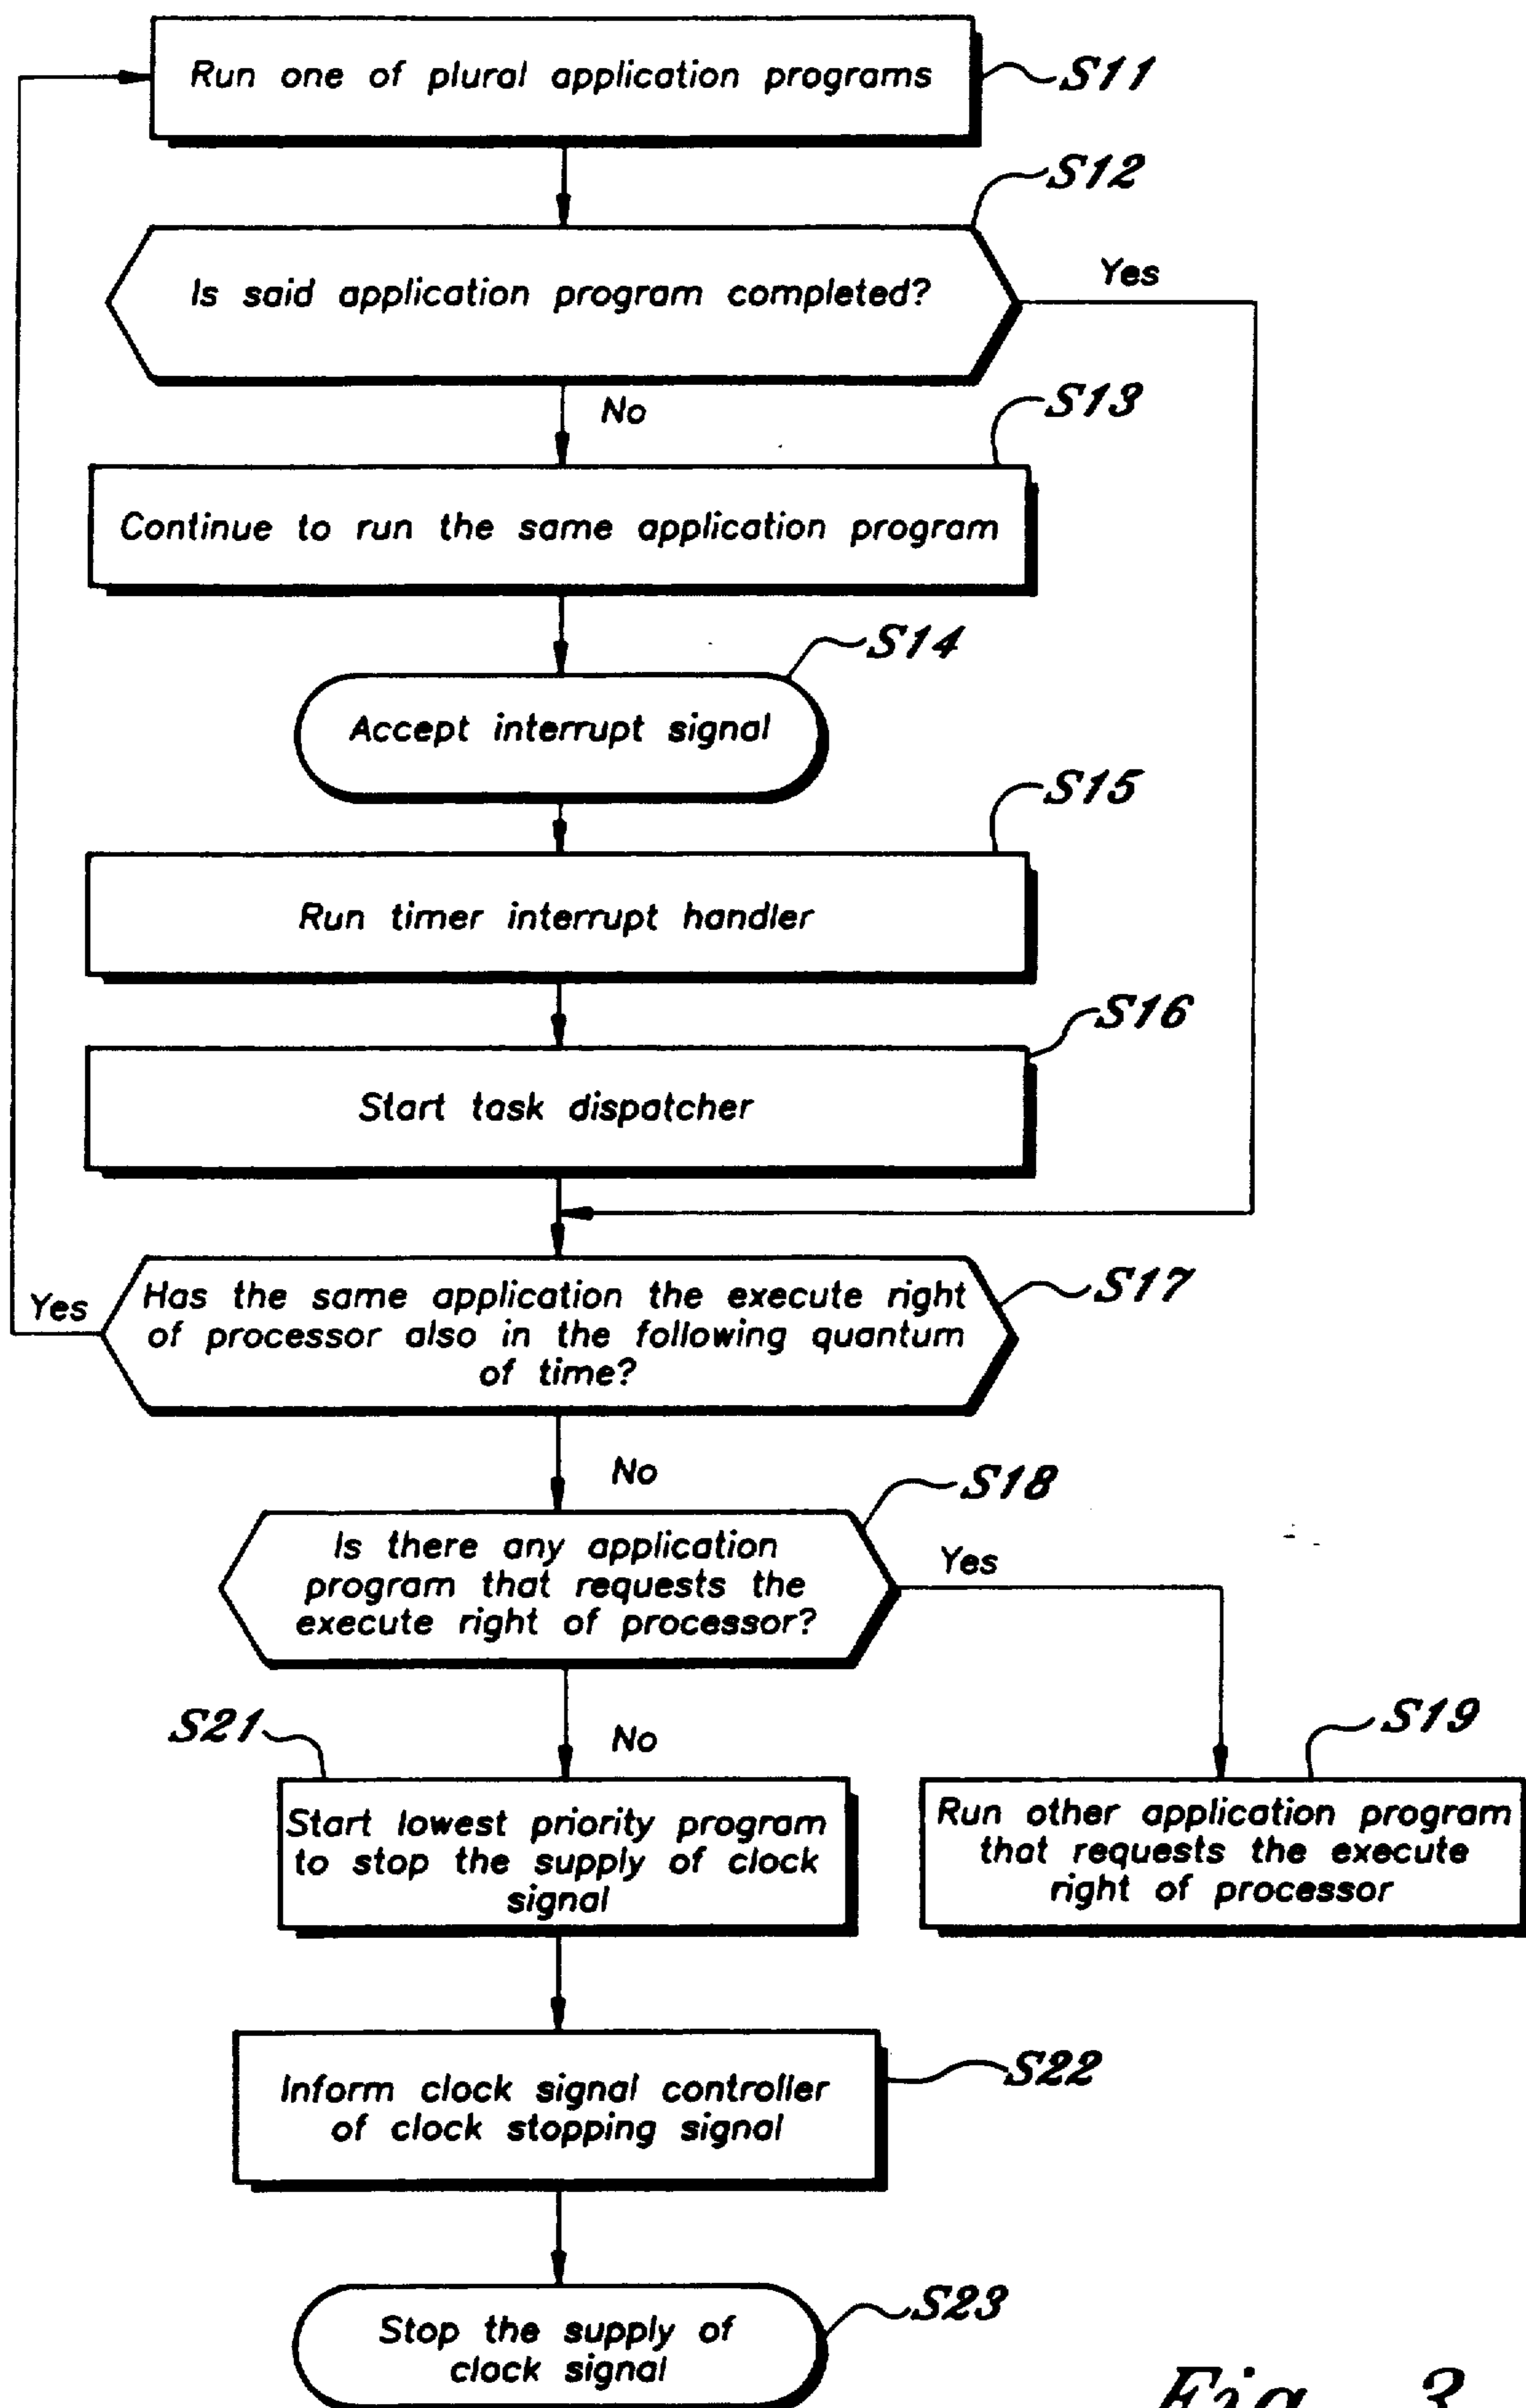 Run one of plural application programs
S11
S12
Is said application program completed?
Yes
No
S13
Continue to run the same application program
S14
Accept interrupt signal
S15
Run timer interrupt handler
S16
Start task dispatcher
S17
Has the same application the execute right
of processor also in the following quantum
of time?
Yes
No
S18
Is there any application
program that requests the
execute right of processor?
Yes
S21
No
S19
Start lowest priority program
to stop the supply of clock
signal
Run other application program
that requests the execute
right of processor
S22
Inform clock signal controller
of clock stopping signal
S23
Stop the supply of
clock signal
Fig. 3